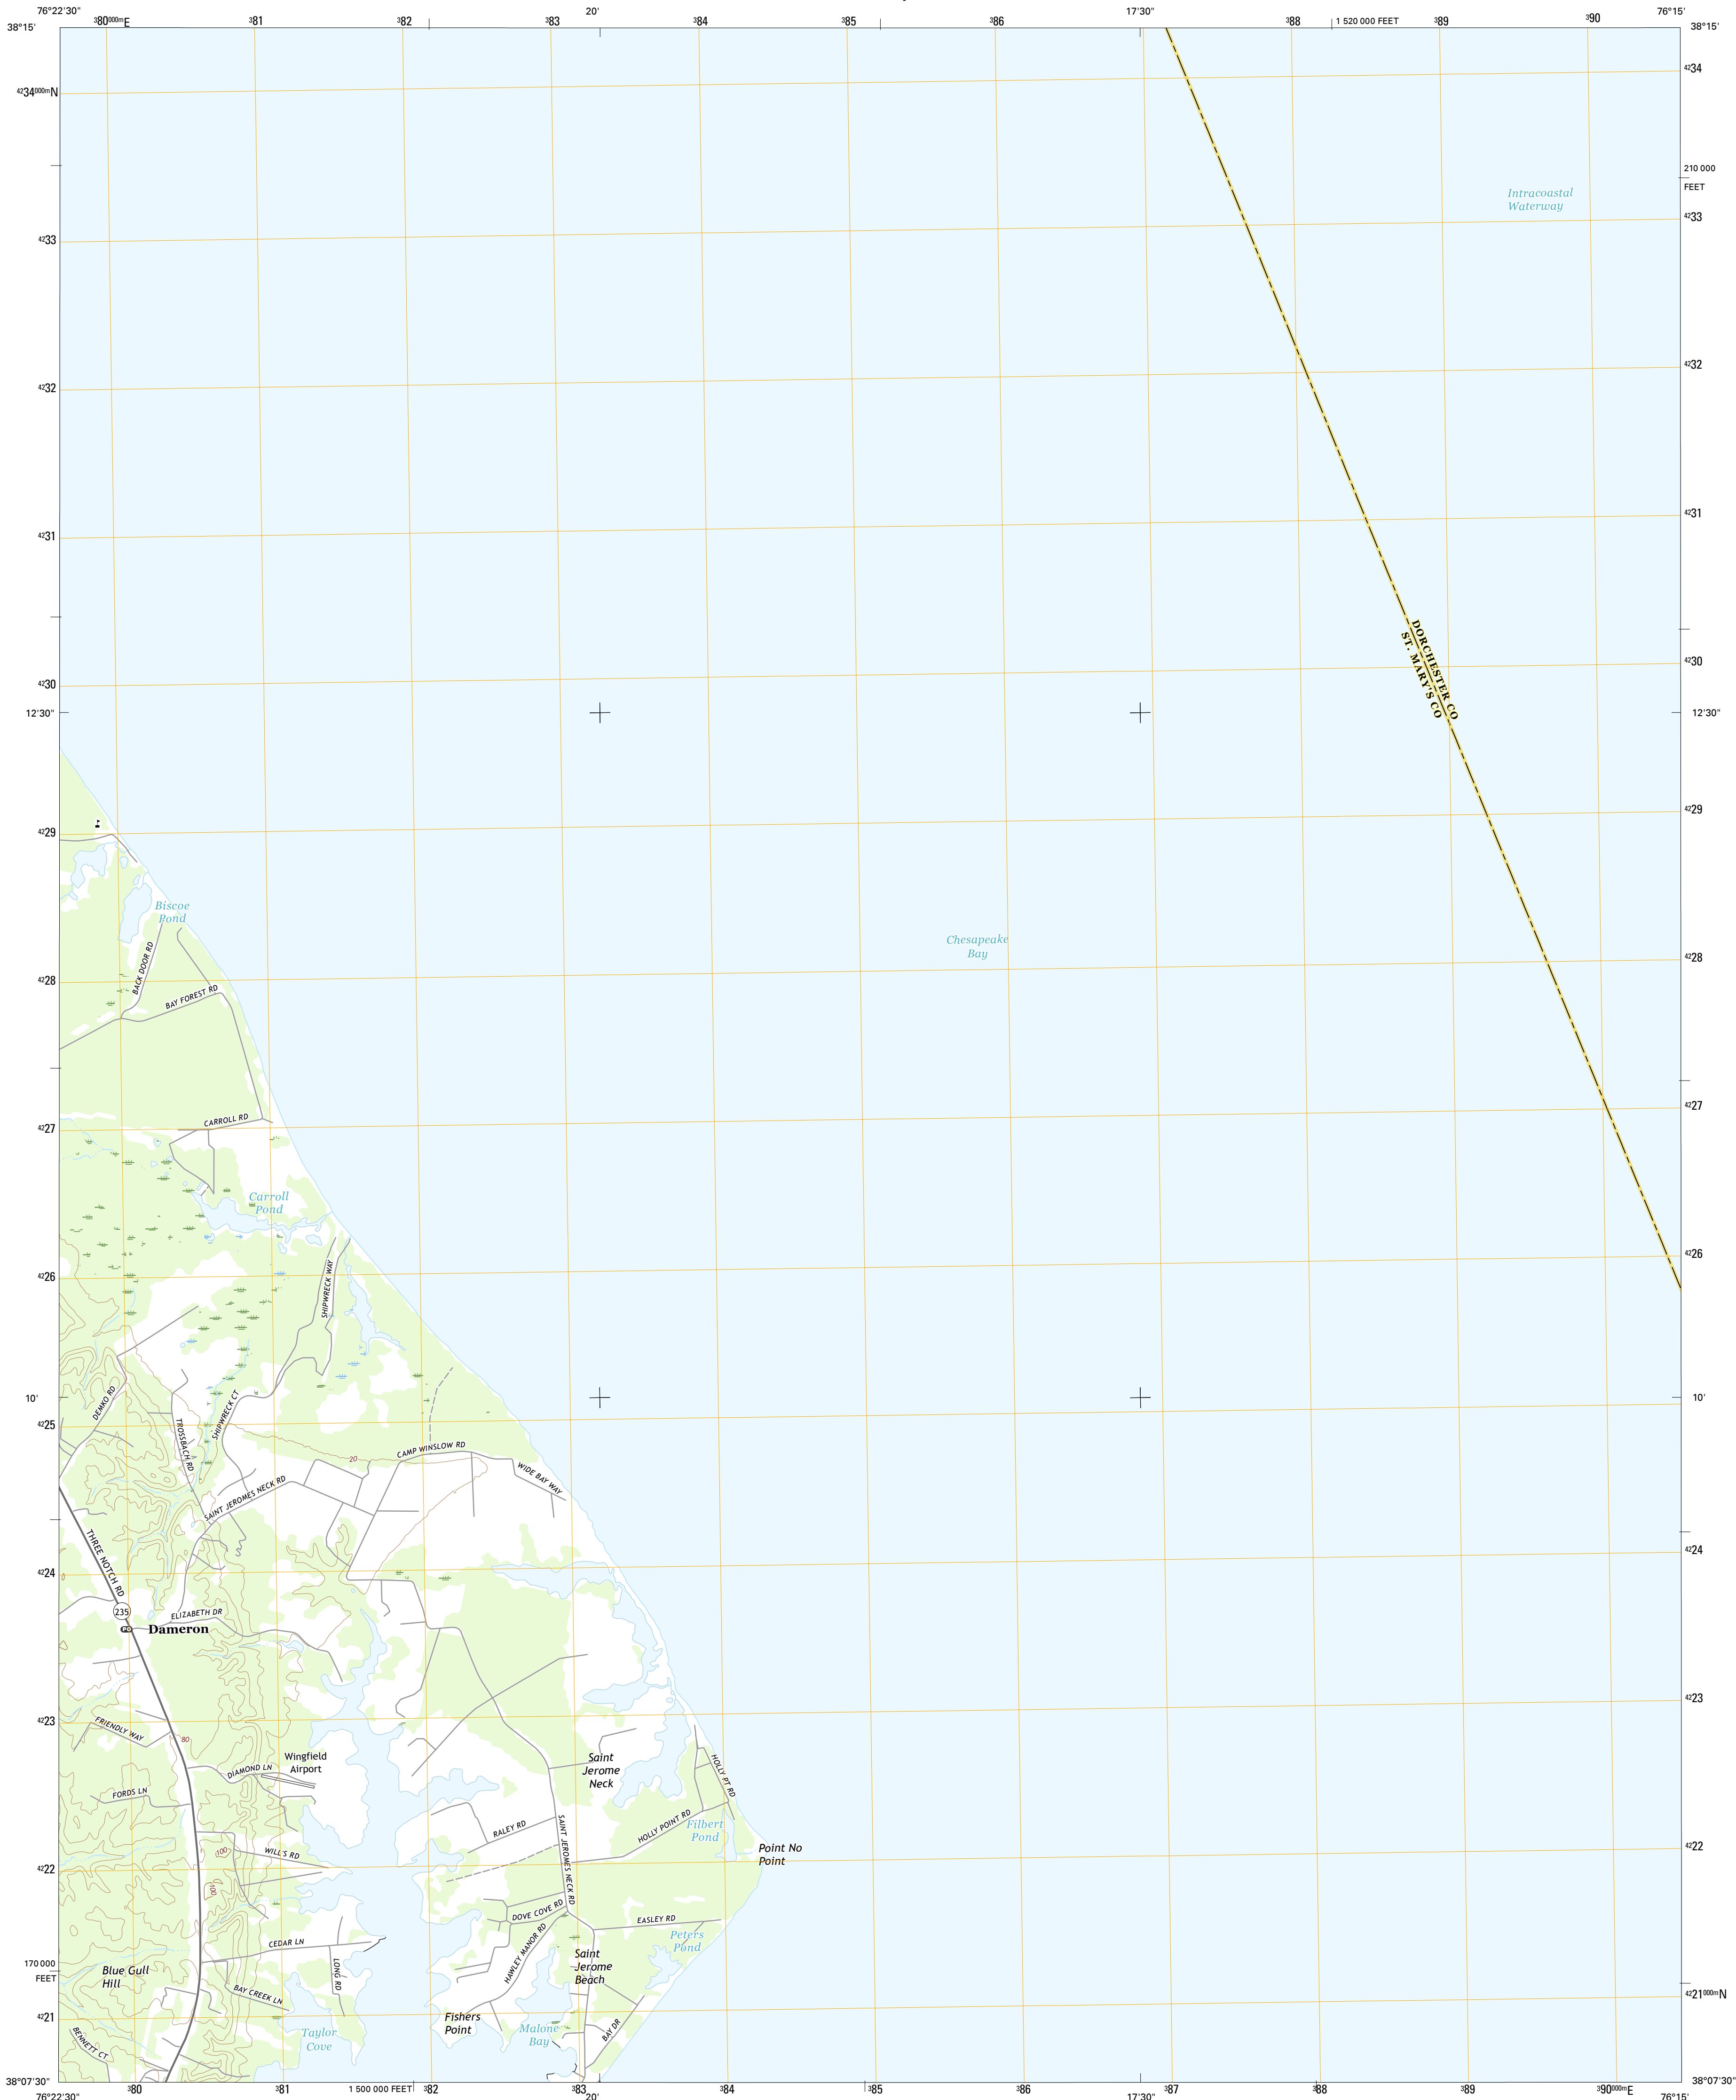 76°22'30"
³80⁰⁰⁰ᵐE
³81
³82
³83
20'
³84
³85
³86
17'30"
³88
1 520 000 FEET
³89
³90
76°15'
38°15'
38°15'
⁴²34⁰⁰⁰ᵐN
⁴²34
210 000
FEET
Intracoastal
Waterway
⁴²33
⁴²33
⁴²32
⁴²32
⁴²31
⁴²31
DORCHESTER CO
ST. MARY'S CO
⁴²30
⁴²30
12'30"
12'30"
⁴²29
⁴²29
Biscoe
Pond
BACK DOOR RD
Chesapeake
Bay
⁴²28
⁴²28
BAY FOREST RD
CARROLL RD
⁴²27
⁴²27
Carroll
Pond
⁴²26
⁴²26
SHIPWRECK WAY
10'
10'
DEMKO RD
TROSSBACH RD
SHIPWRECK CT
⁴²25
⁴²25
CAMP WINSLOW RD
20
WIDE BAY WAY
SAINT JEROMES NECK RD
THREE NOTCH RD
⁴²24
⁴²24
235
ELIZABETH DR
PO
Dameron
⁴²23
⁴²23
FRIENDLY WAY
80
Wingfield
Airport
DIAMOND LN
Saint
Jerome
Neck
HOLLY PT RD
FORDS LN
RALEY RD
SAINT JEROMES NECK RD
HOLLY POINT RD
Filbert
Pond
Point No
Point
100
WILL'S RD
⁴²22
⁴²22
100
DOVE COVE RD
EASLEY RD
HAWLEY MANOR RD
Peters
Pond
CEDAR LN
LONG RD
Saint
Jerome
Beach
170 000
FEET
Blue Gull
Hill
BAY CREEK LN
⁴²21
⁴²21⁰⁰⁰ᵐN
Fishers
Point
Malone
Bay
BAY DR
Taylor
Cove
BENNETT CT
38°07'30"
38°07'30"
76°22'30"
³80
³81
1 500 000 FEET
³82
³83
20'
³84
³85
³86
17'30"
³87
³88
³89
³90⁰⁰⁰ᵐE
76°15'